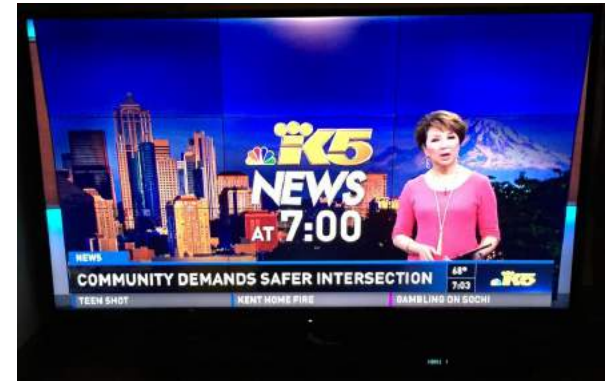 K5
NEWS
AT 7:00
NEWS
COMMUNITY DEMANDS SAFER INTERSECTION
68°
7:03
K5
TEEN SHOT
KENT HOME FIRE
GAMBLING ON SOCHI